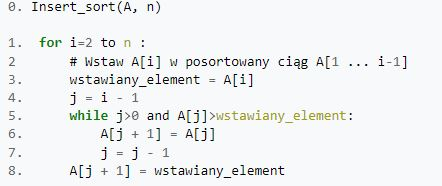 0. Insert_sort(A, n)
1. for i=2 to n :
2 # Wstaw A[i] w posortowany ciąg A[1 ... i-1]
3. wstawiany_element = A[i]
4. j = i - 1
5. while j>0 and A[j]>wstawiany_element:
6. A[j + 1] = A[j]
7. j = j - 1
8. A[j + 1] = wstawiany_element